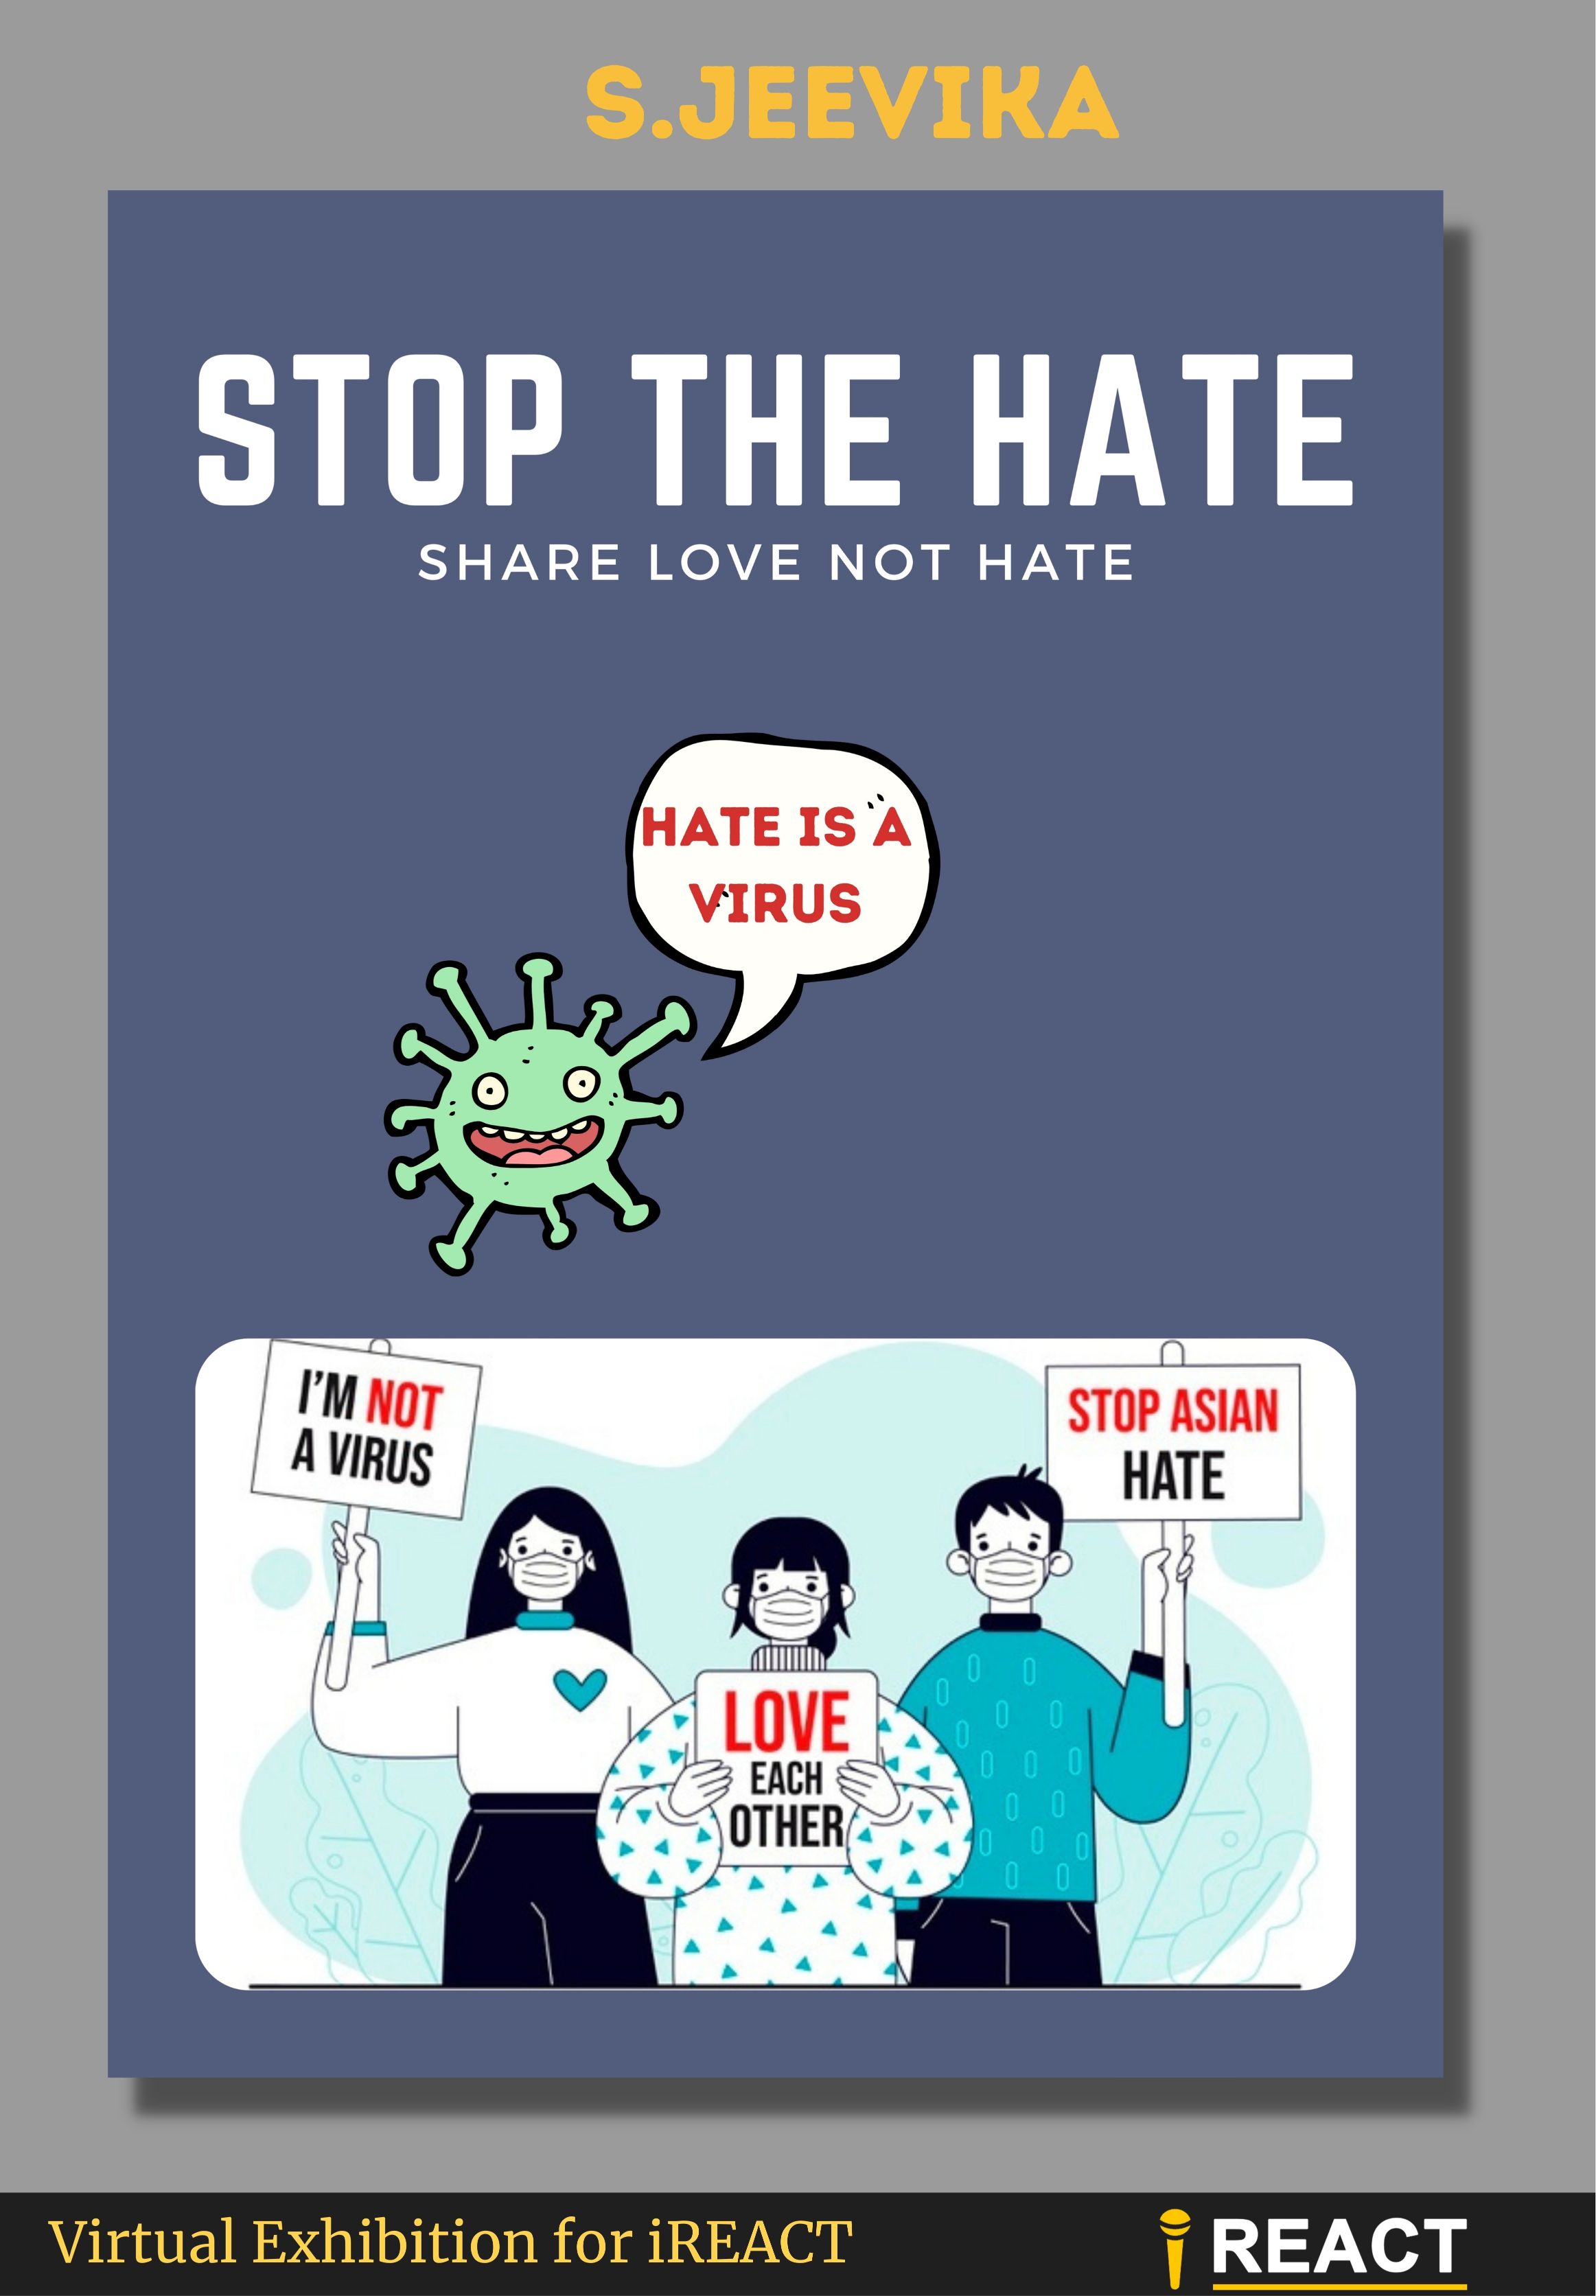 S.JEEVIKA
STOP THE HATE
SHARE LOVE NOT HATE
HATE IS A
VIRUS
I'M NOT
A VIRUS
STOP ASIAN
HATE
LOVE
EACH
OTHER
Virtual Exhibition for iREACT
iREACT